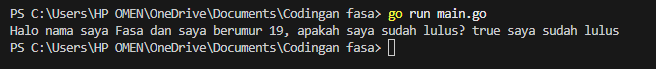 PS C:\Users\HP OMEN\OneDrive\Documents\Codingan fasa> go run main.go
Halo nama saya Fasa dan saya berumur 19, apakah saya sudah lulus? true saya sudah lulus
PS C:\Users\HP OMEN\OneDrive\Documents\Codingan fasa>